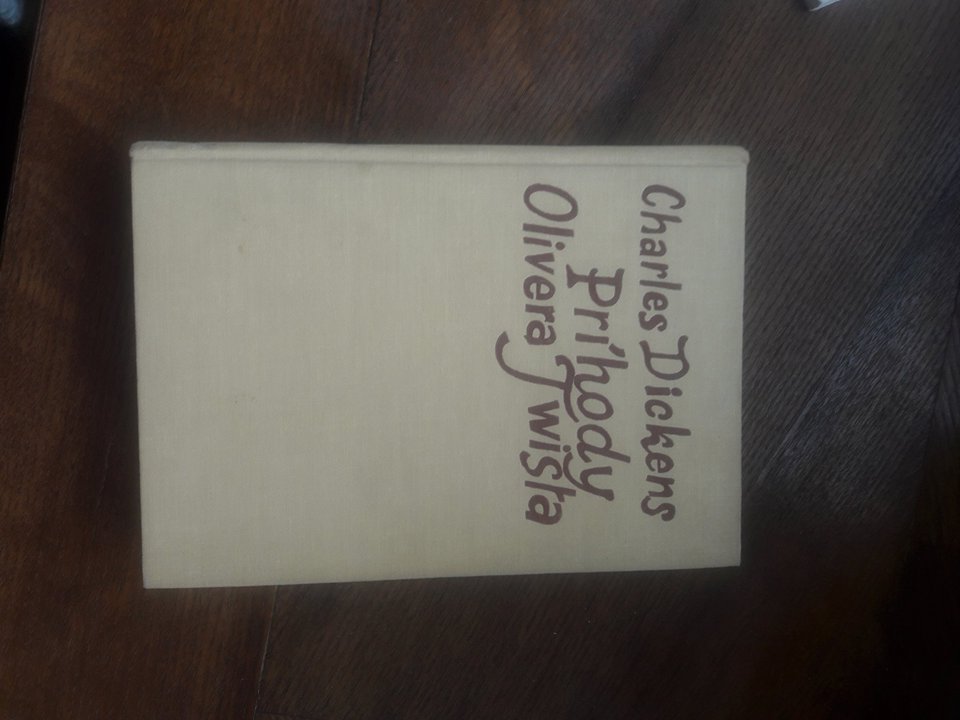 Charles Dickens
Príhody
Olivera Twista